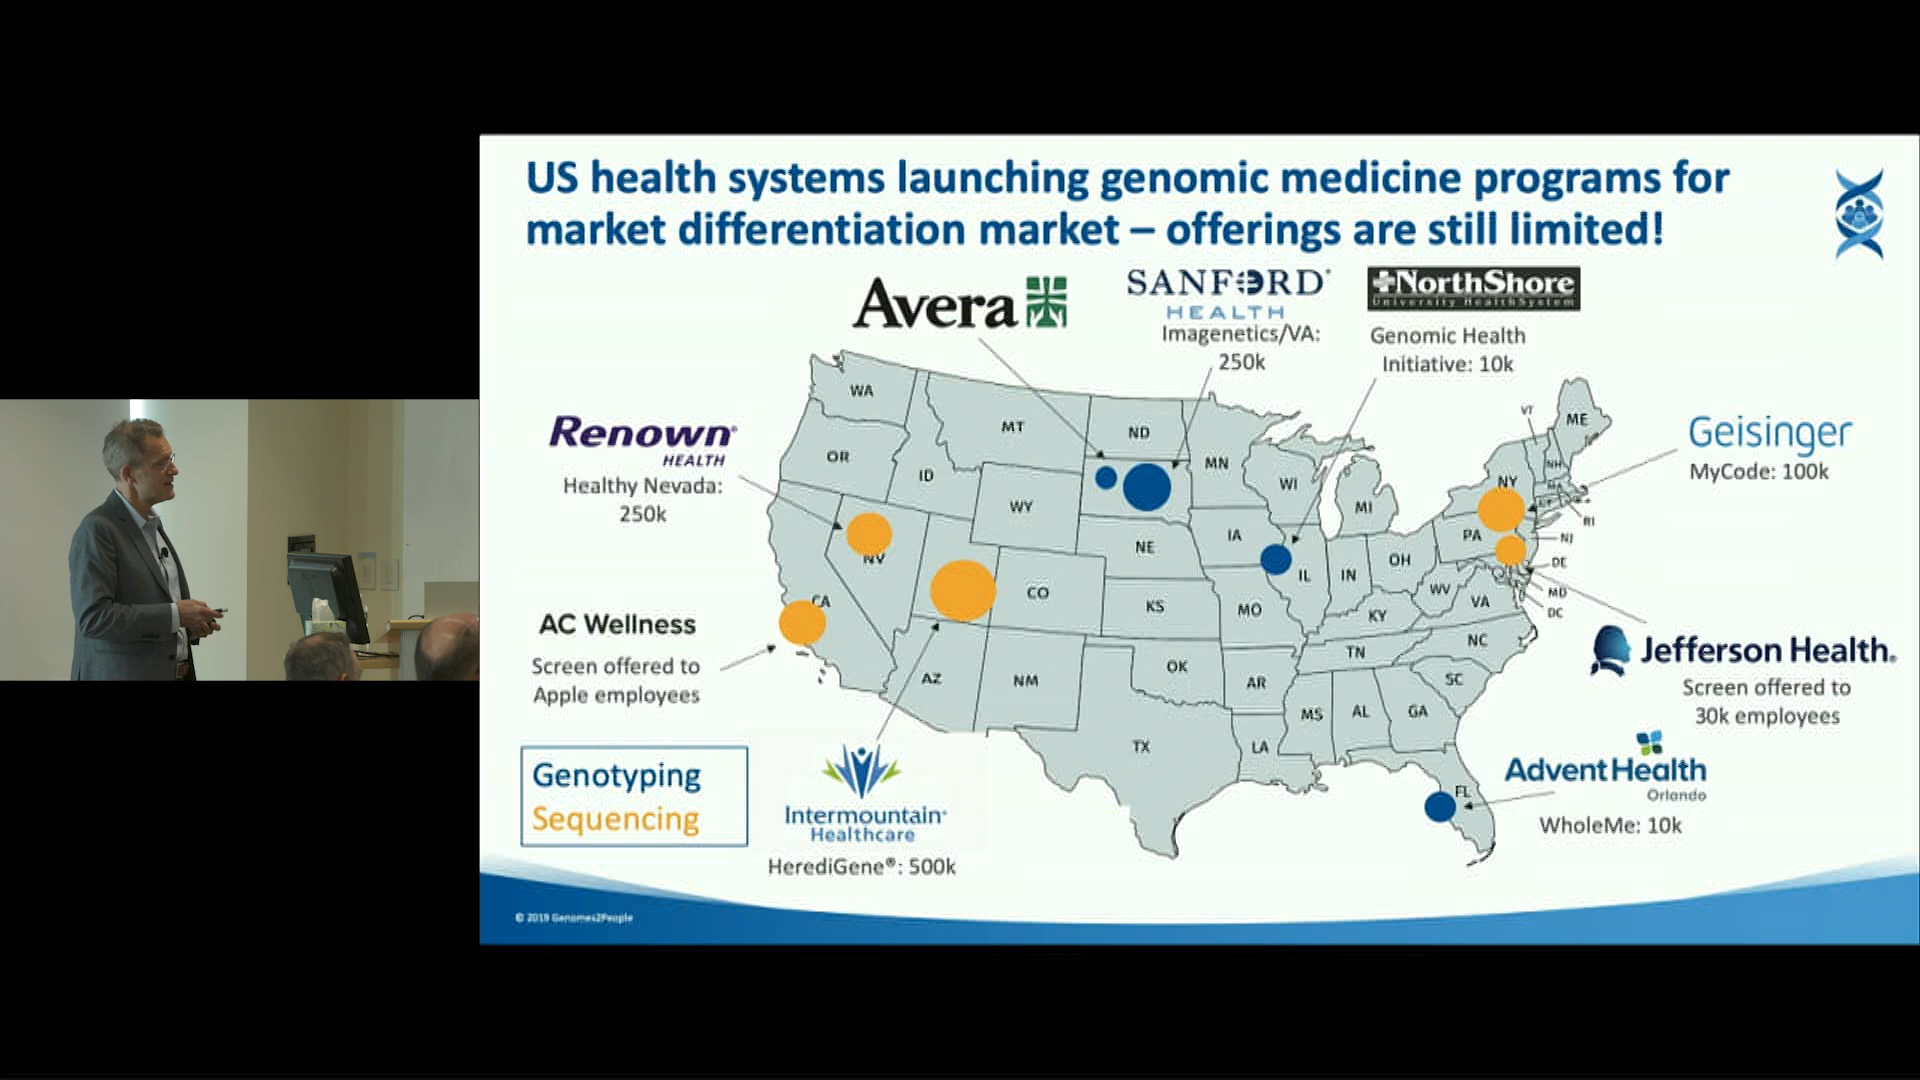 US health systems launching genomic medicine programs for
market differentiation market – offerings are still limited!
Avera
SANFORD
HEALTH
Imagenetics/VA:
250k
NorthShore
University HealthSystem
Genomic Health
Initiative: 10k
Renown
HEALTH
Healthy Nevada:
250k
Geisinger
MyCode: 100k
AC Wellness
Screen offered to
Apple employees
Jefferson Health.
Screen offered to
30k employees
AdventHealth
Orlando
WholeMe: 10k
Intermountain
Healthcare
HerediGene®: 500k
Genotyping
Sequencing
WA
MT
ND
MN
OR
ID
WY
WI
MI
NY
VT
ME
NH
MA
RI
NV
CA
CO
NE
IA
IL
IN
OH
PA
NJ
DE
MD
DC
WV
VA
KS
MO
KY
NC
TN
SC
AZ
NM
OK
AR
MS
AL
GA
TX
LA
FL
© 2019 Genomes2People